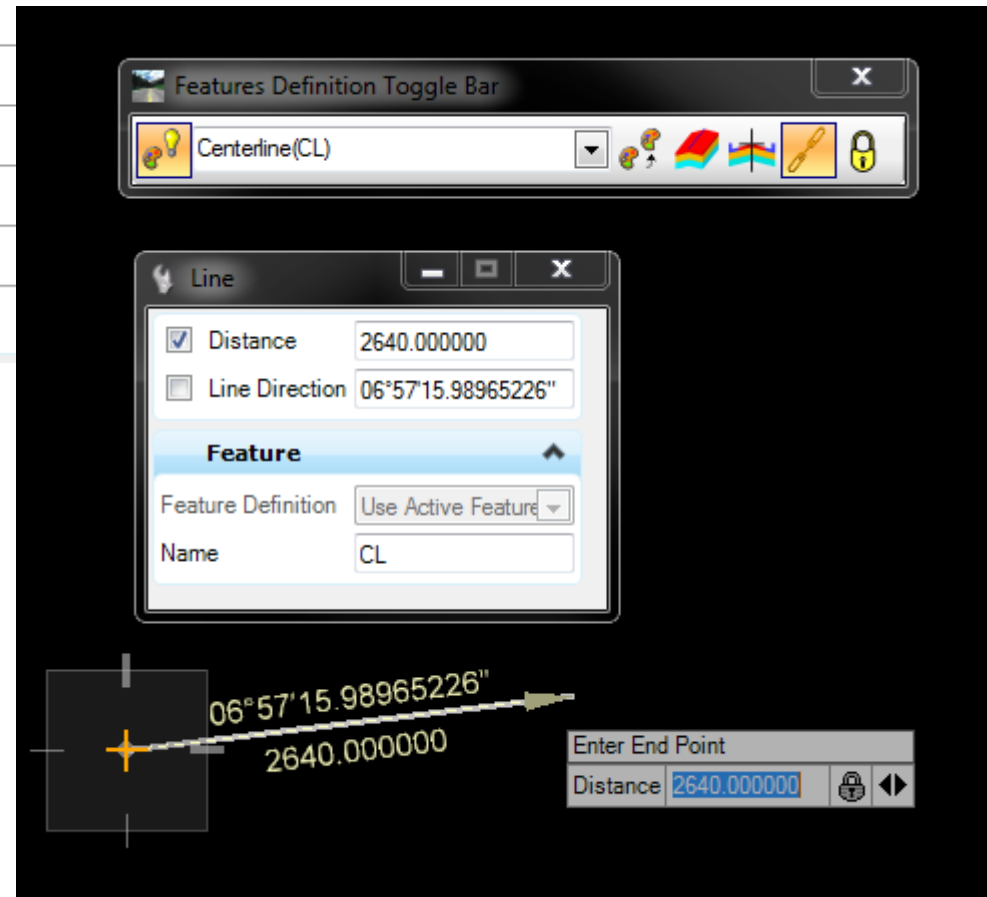 Features Definition Toggle Bar
Centerline(CL)
Line
Distance 2640.000000
Line Direction 06°57'15.98965226"
Feature
Feature Definition Use Active Feature
Name CL
06°57'15.98965226"
2640.000000
Enter End Point
Distance 2640.000000